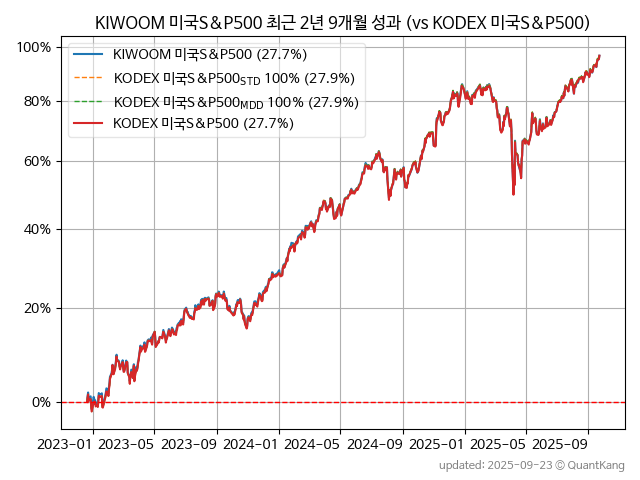 KIWOOM 미국S&P500 최근 2년 9개월 성과 (vs KODEX 미국S&P500)
KIWOOM 미국S&P500 (27.7%)
KODEX 미국S&P500STD 100% (27.9%)
KODEX 미국S&P500MDD 100% (27.9%)
KODEX 미국S&P500 (27.7%)
100%
80%
60%
40%
20%
0%
2023-01 2023-05 2023-09 2024-01 2024-05 2024-09 2025-01 2025-05 2025-09
updated: 2025-09-23 © QuantKang